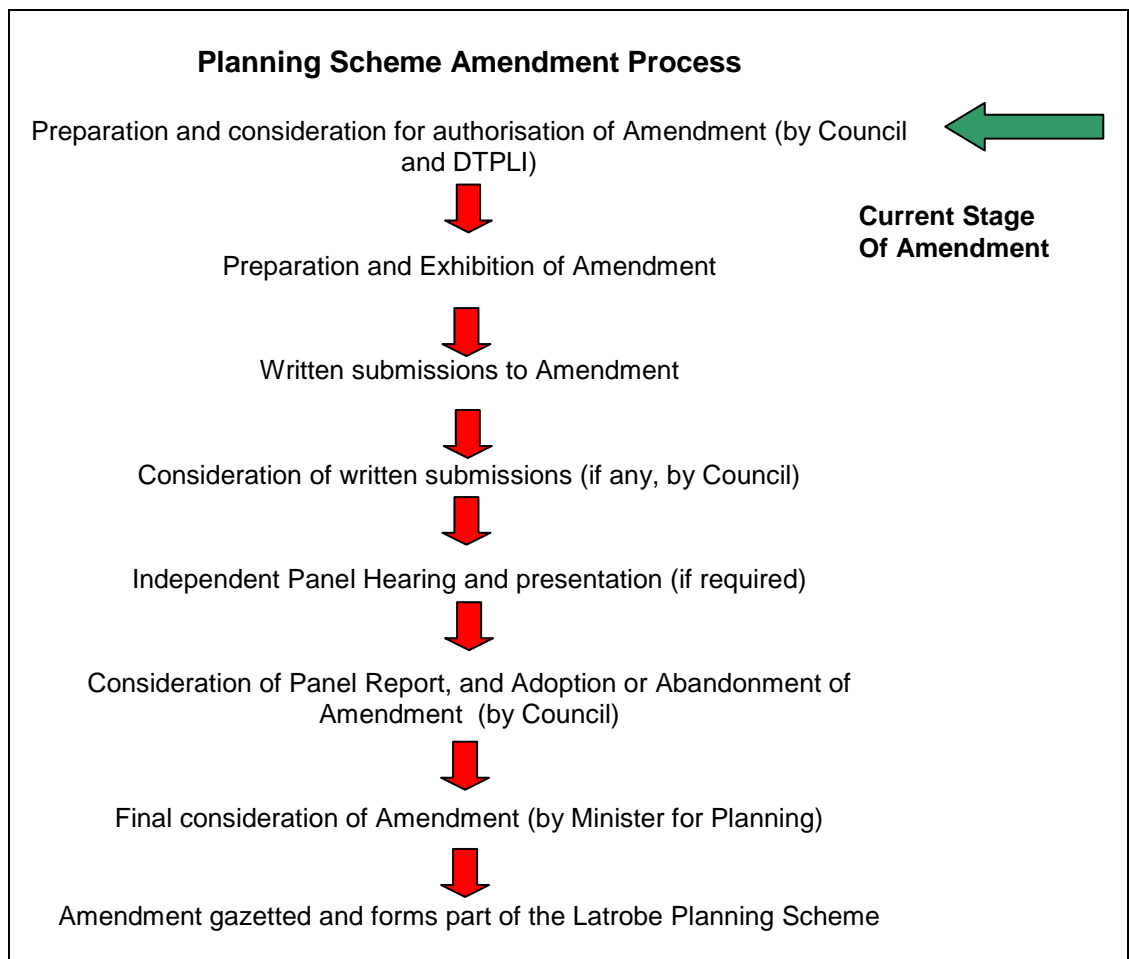 Planning Scheme Amendment Process
Preparation and consideration for authorisation of Amendment (by Council
and DTPLI)
Current Stage
Of Amendment
Preparation and Exhibition of Amendment
Written submissions to Amendment
Consideration of written submissions (if any, by Council)
Independent Panel Hearing and presentation (if required)
Consideration of Panel Report, and Adoption or Abandonment of
Amendment  (by Council)
Final consideration of Amendment (by Minister for Planning)
Amendment gazetted and forms part of the Latrobe Planning Scheme